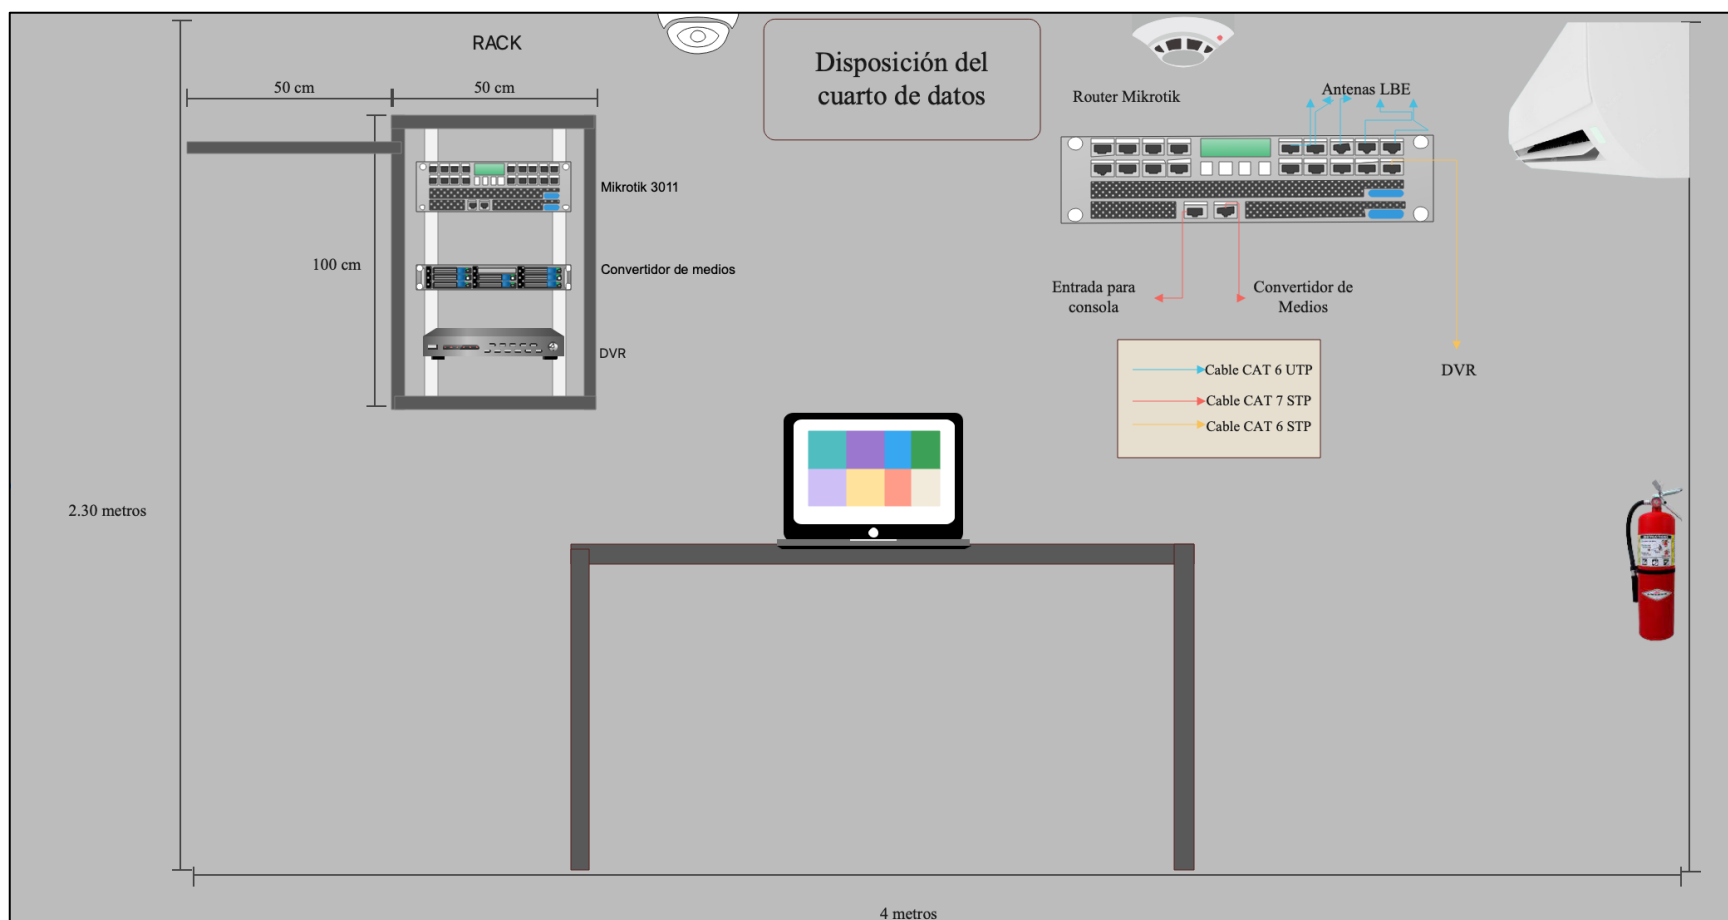 RACK
Disposición del
cuarto de datos
50 cm
50 cm
Router Mikrotik
Antenas LBE
Mikrotik 3011
100 cm
Convertidor de medios
Entrada para
consola
Convertidor de
Medios
DVR
Cable CAT 6 UTP
DVR
Cable CAT 7 STP
Cable CAT 6 STP
2.30 metros
4 metros